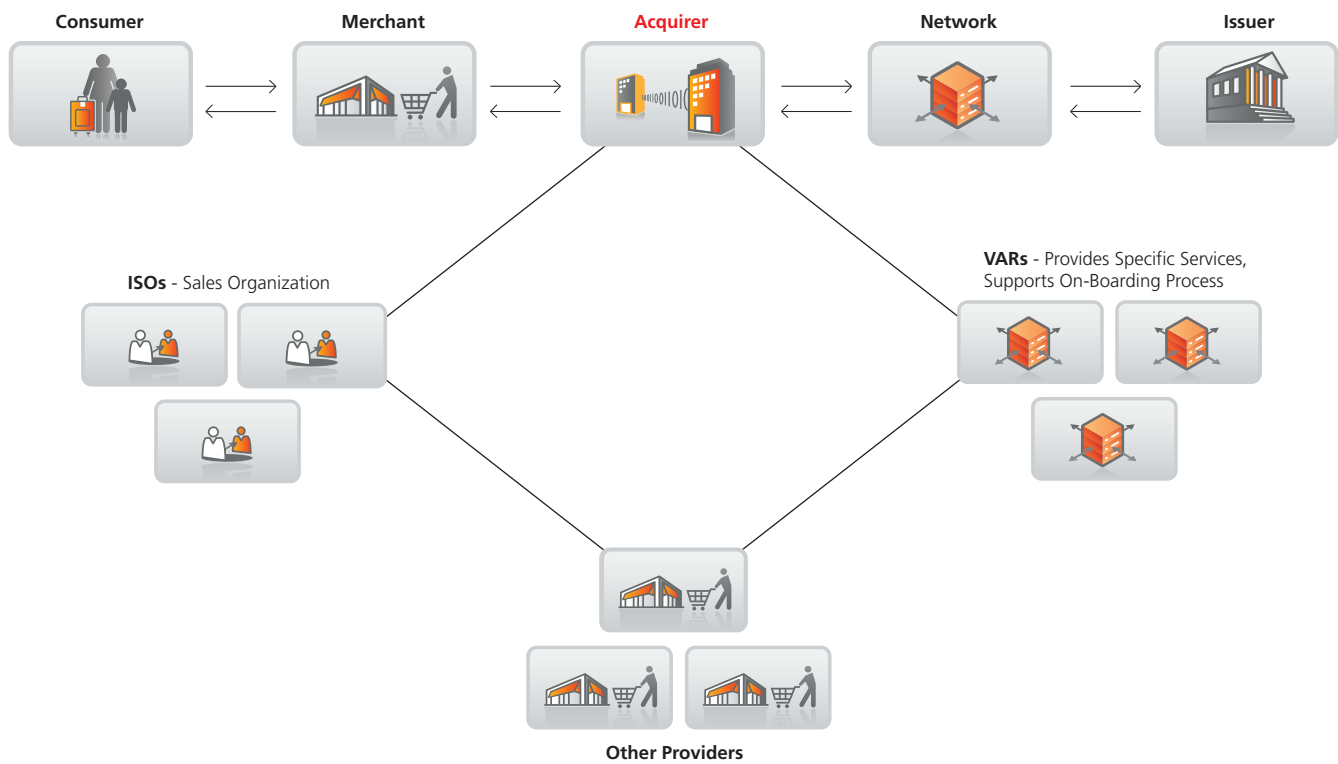 Consumer
Merchant
Acquirer
Network
Issuer
ISOs - Sales Organization
VARs - Provides Specific Services,
Supports On-Boarding Process
Other Providers